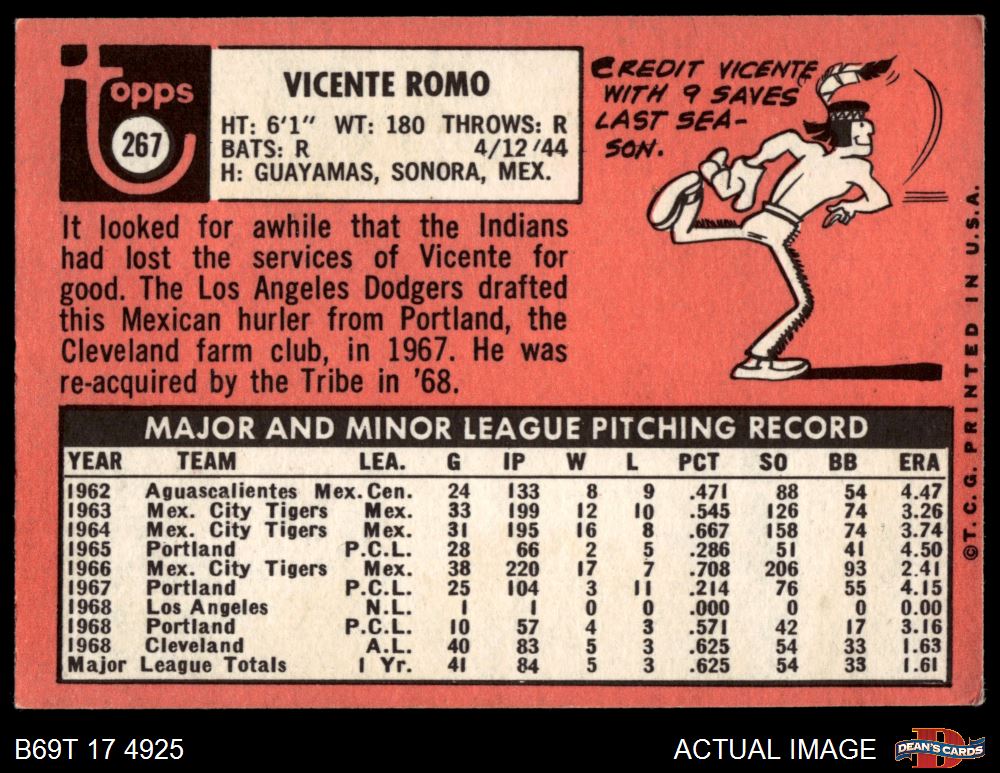 Topps
267
VICENTE ROMO
HT: 6'1" WT: 180 THROWS: R
BATS: R 4/12/44
H: GUAYAMAS, SONORA, MEX.
CREDIT VICENTE
WITH 9 SAVES
LAST SEA-
SON.
It looked for awhile that the Indians
had lost the services of Vicente for
good. The Los Angeles Dodgers drafted
this Mexican hurler from Portland, the
Cleveland farm club, in 1967. He was
re-acquired by the Tribe in '68.
MAJOR AND MINOR LEAGUE PITCHING RECORD
YEAR TEAM LEA. G IP W L PCT SO BB ERA
1962 Aguascalientes Mex. Cen. 24 133 8 9 .471 88 54 4.47
1963 Mex. City Tigers Mex. 33 199 12 10 .545 126 74 3.26
1964 Mex. City Tigers Mex. 31 195 16 8 .667 158 74 3.74
1965 Portland P.C.L. 28 66 2 5 .286 51 41 4.50
1966 Mex. City Tigers Mex. 38 220 17 7 .708 206 93 2.41
1967 Portland P.C.L. 25 104 3 11 .214 76 55 4.15
1968 Los Angeles N.L. 1 1 0 0 .000 0 0 0.00
1968 Portland P.C.L. 10 57 4 3 .571 42 17 3.16
1968 Cleveland A.L. 40 83 5 3 .625 54 33 1.63
Major League Totals 1 Yr. 41 84 5 3 .625 54 33 1.61
©T.C.G. PRINTED IN U.S.A.
B69T 17 4925
ACTUAL IMAGE
D
DEAN'S CARDS